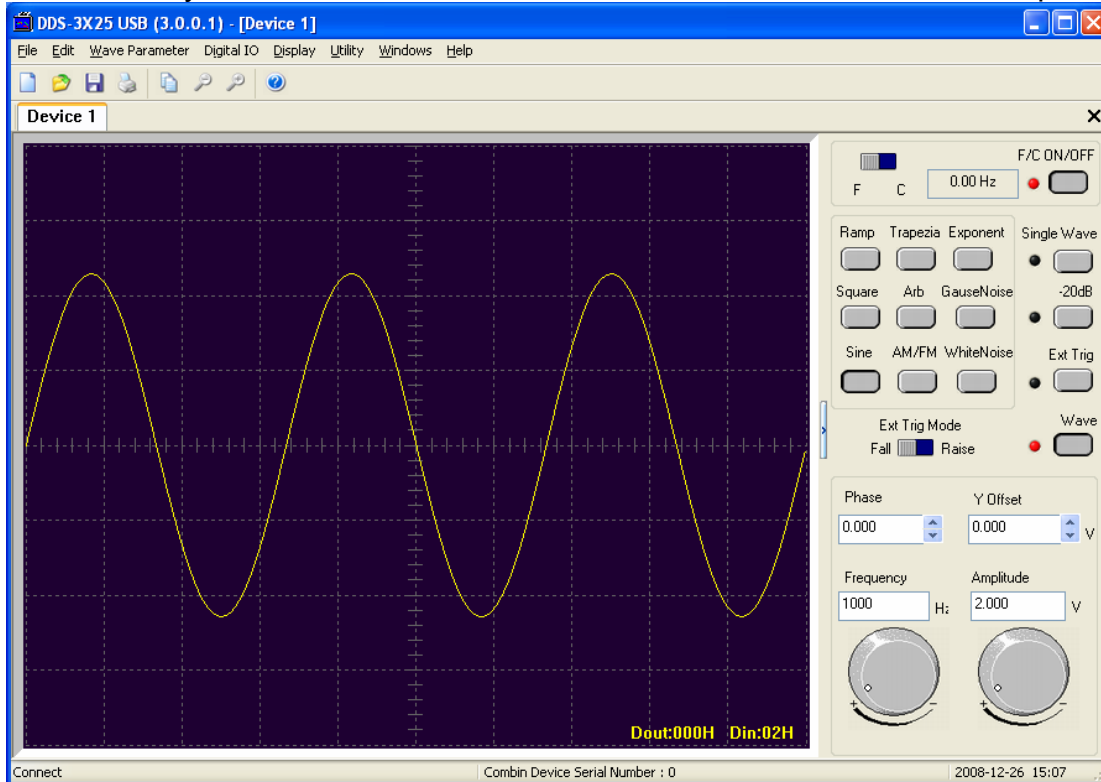 DDS-3X25 USB (3.0.0.1) - [Device 1]
File Edit Wave Parameter Digital IO Display Utility Windows Help
Device 1
F/C ON/OFF
F C 0.00 Hz
Ramp Trapezia Exponent Single Wave
Square Arb GauseNoise -20dB
Sine AM/FM WhiteNoise Ext Trig
Ext Trig Mode Wave
Fall Raise
Phase Y Offset
0.000 0.000 V
Frequency Amplitude
1000 Hz 2.000 V
+ - + -
Dout:000H Din:02H
Connect Combin Device Serial Number : 0 2008-12-26 15:07